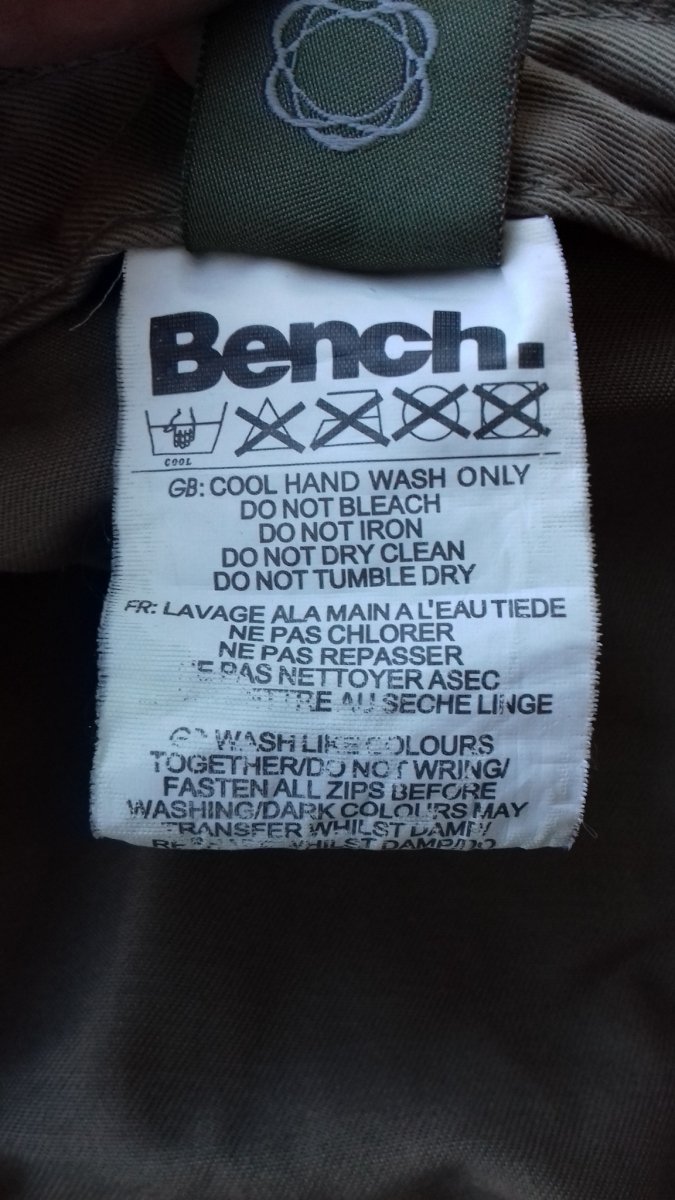 Bench.
COOL
GB: COOL HAND WASH ONLY
DO NOT BLEACH
DO NOT IRON
DO NOT DRY CLEAN
DO NOT TUMBLE DRY
FR: LAVAGE ALA MAIN A L'EAU TIEDE
NE PAS CHLORER
NE PAS REPASSER
NE PAS NETTOYER ASEC
AU SECHE LINGE
WASH LIKE COLOURS
TOGETHER/DO NOT WRING/
FASTEN ALL ZIPS BEFORE
WASHING/DARK COLOURS MAY
TRANSFER WHILST DAMP/
WHILST DAMP/DO